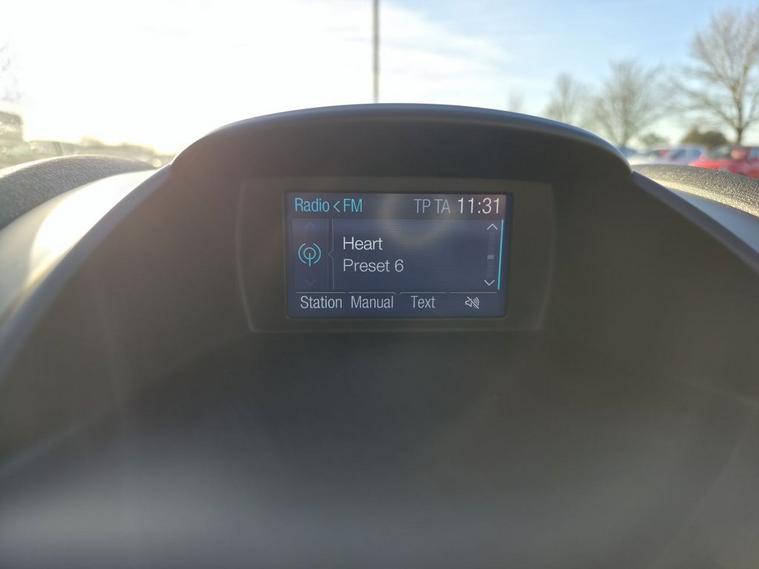 Radio < FM TP TA 11:31
Heart
Preset 6
Station Manual Text